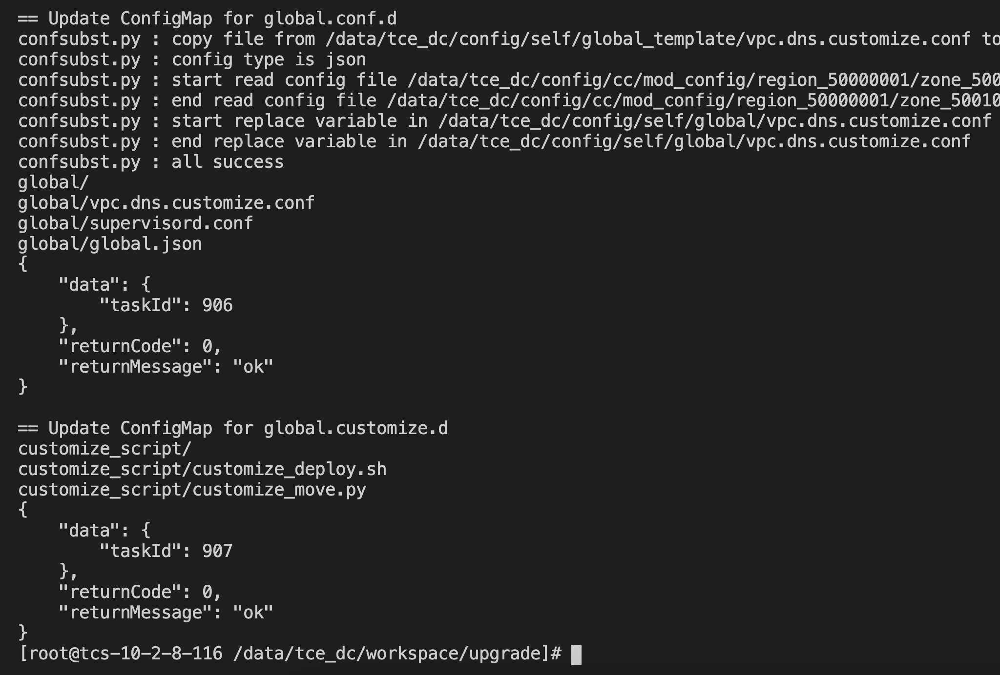 == Update ConfigMap for global.conf.d
confsubst.py : copy file from /data/tce_dc/config/self/global_template/vpc.dns.customize.conf to
confsubst.py : config type is json
confsubst.py : start read config file /data/tce_dc/config/cc/mod_config/region_50000001/zone_500
confsubst.py : end read config file /data/tce_dc/config/cc/mod_config/region_50000001/zone_50010
confsubst.py : start replace variable in /data/tce_dc/config/self/global/vpc.dns.customize.conf
confsubst.py : end replace variable in /data/tce_dc/config/self/global/vpc.dns.customize.conf
confsubst.py : all success
global/
global/vpc.dns.customize.conf
global/supervisord.conf
global/global.json
{
    "data": {
        "taskId": 906
    },
    "returnCode": 0,
    "returnMessage": "ok"
}

== Update ConfigMap for global.customize.d
customize_script/
customize_script/customize_deploy.sh
customize_script/customize_move.py
{
    "data": {
        "taskId": 907
    },
    "returnCode": 0,
    "returnMessage": "ok"
}
[root@tcs-10-2-8-116 /data/tce_dc/workspace/upgrade]#